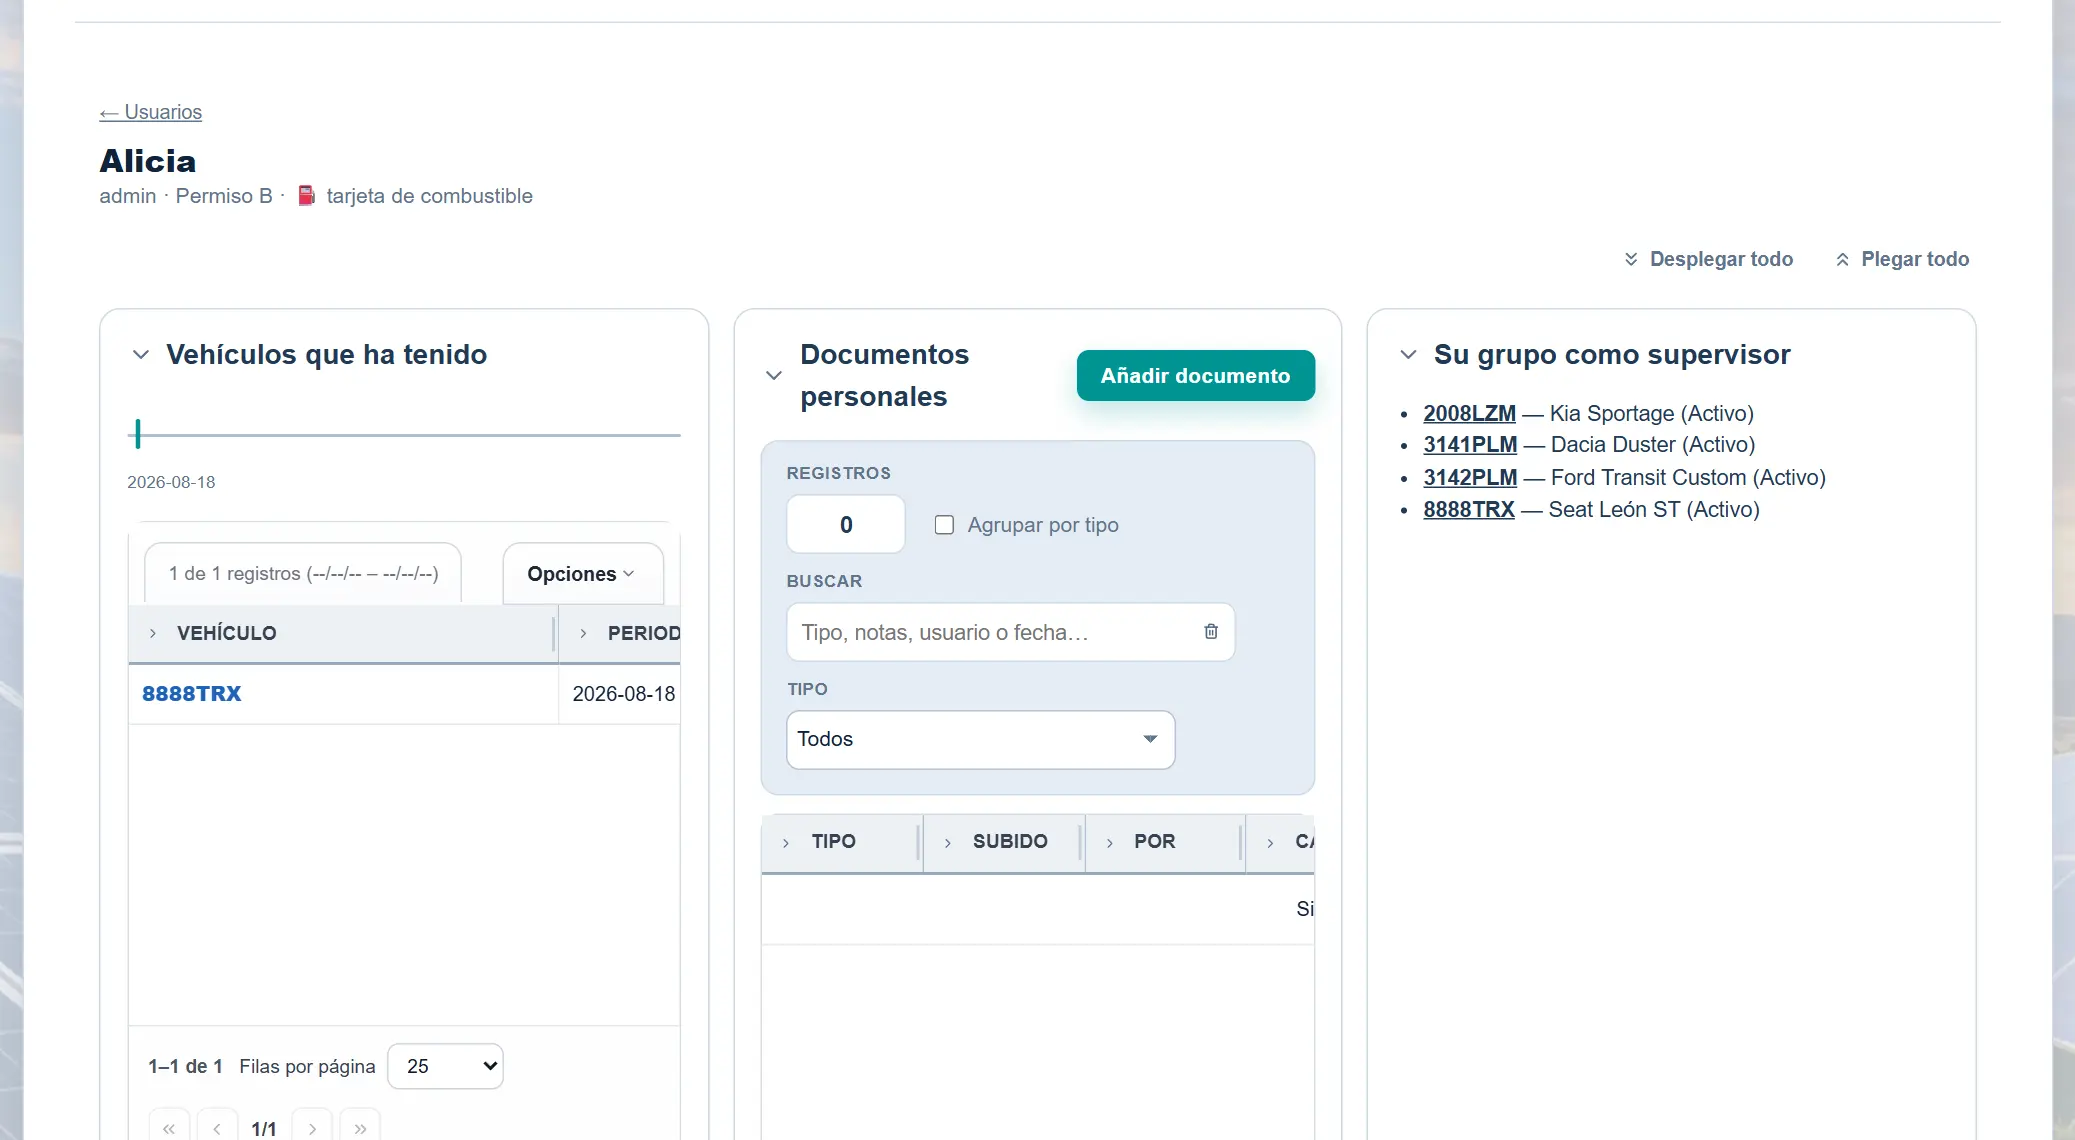 ← Usuarios
Alicia
admin · Permiso B · tarjeta de combustible
Desplegar todo
Plegar todo
Vehículos que ha tenido
2026-08-18
1 de 1 registros (--/--/-- – --/--/--)
Opciones
VEHÍCULO
PERIOD
8888TRX
2026-08-18
1–1 de 1
Filas por página
25
« ‹ 1/1 › »
Documentos
personales
Añadir documento
REGISTROS
0
Agrupar por tipo
BUSCAR
Tipo, notas, usuario o fecha…
TIPO
Todos
TIPO
SUBIDO
POR
CA
Si
Su grupo como supervisor
• 2008LZM — Kia Sportage (Activo)
• 3141PLM — Dacia Duster (Activo)
• 3142PLM — Ford Transit Custom (Activo)
• 8888TRX — Seat León ST (Activo)